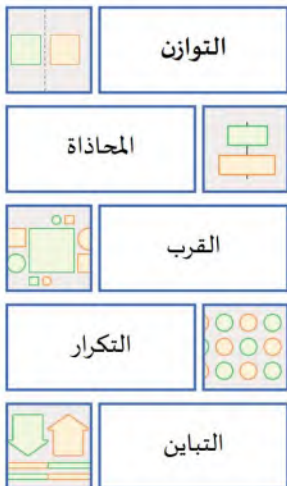 التوازن
المحاذاة
القرب
التكرار
التباين